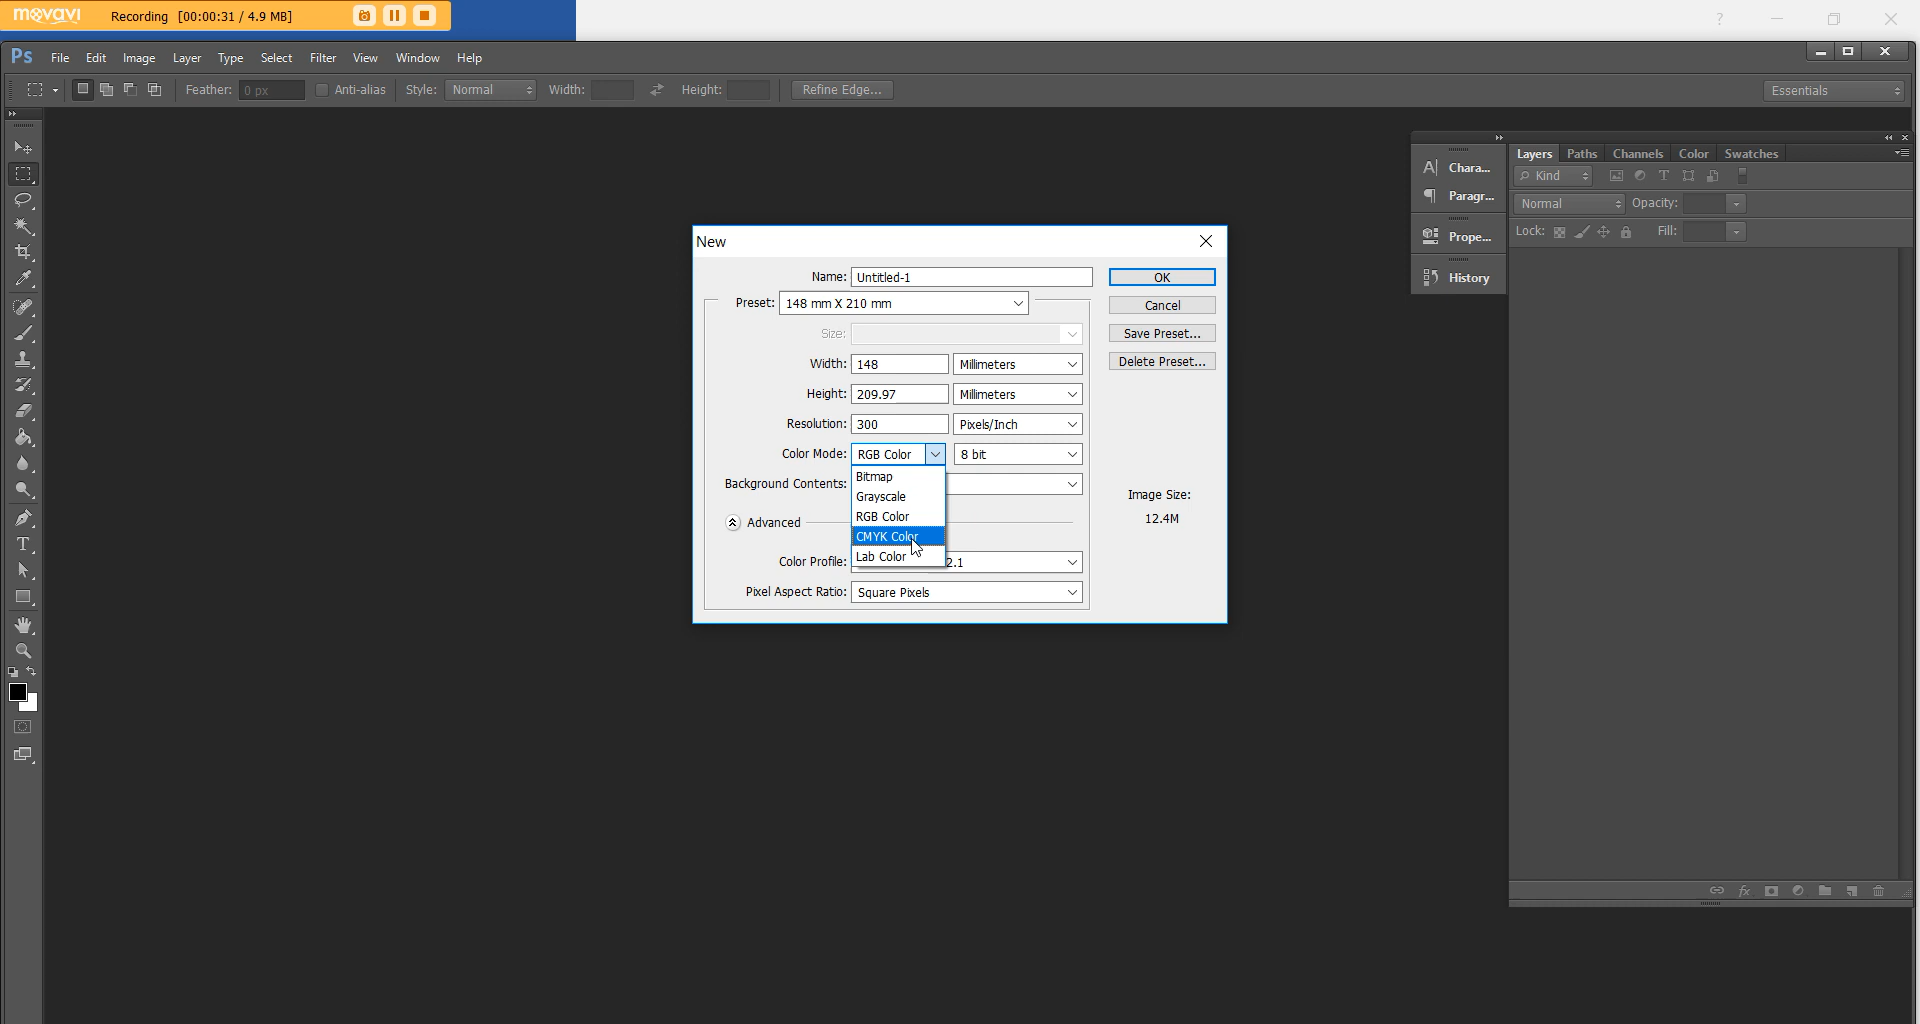 movavi Recording [00:00:31 / 4.9 MB]
Ps File Edit Image Layer Type Select Filter View Window Help
Feather: 0 px Anti-alias Style: Normal Width: Height: Refine Edge... Essentials
Chara...
Paragr...
Prope...
History
Layers Paths Channels Color Swatches
Kind
Normal Opacity:
Lock: Fill:
New
Name: Untitled-1 OK
Preset: 148 mm X 210 mm Cancel
Size: Save Preset...
Width: 148 Millimeters Delete Preset...
Height: 209.97 Millimeters
Resolution: 300 Pixels/Inch
Color Mode: RGB Color 8 bit
Bitmap
Background Contents:
Grayscale
RGB Color
CMYK Color
Lab Color
Image Size:
12.4M
Advanced
Color Profile: 2.1
Pixel Aspect Ratio: Square Pixels